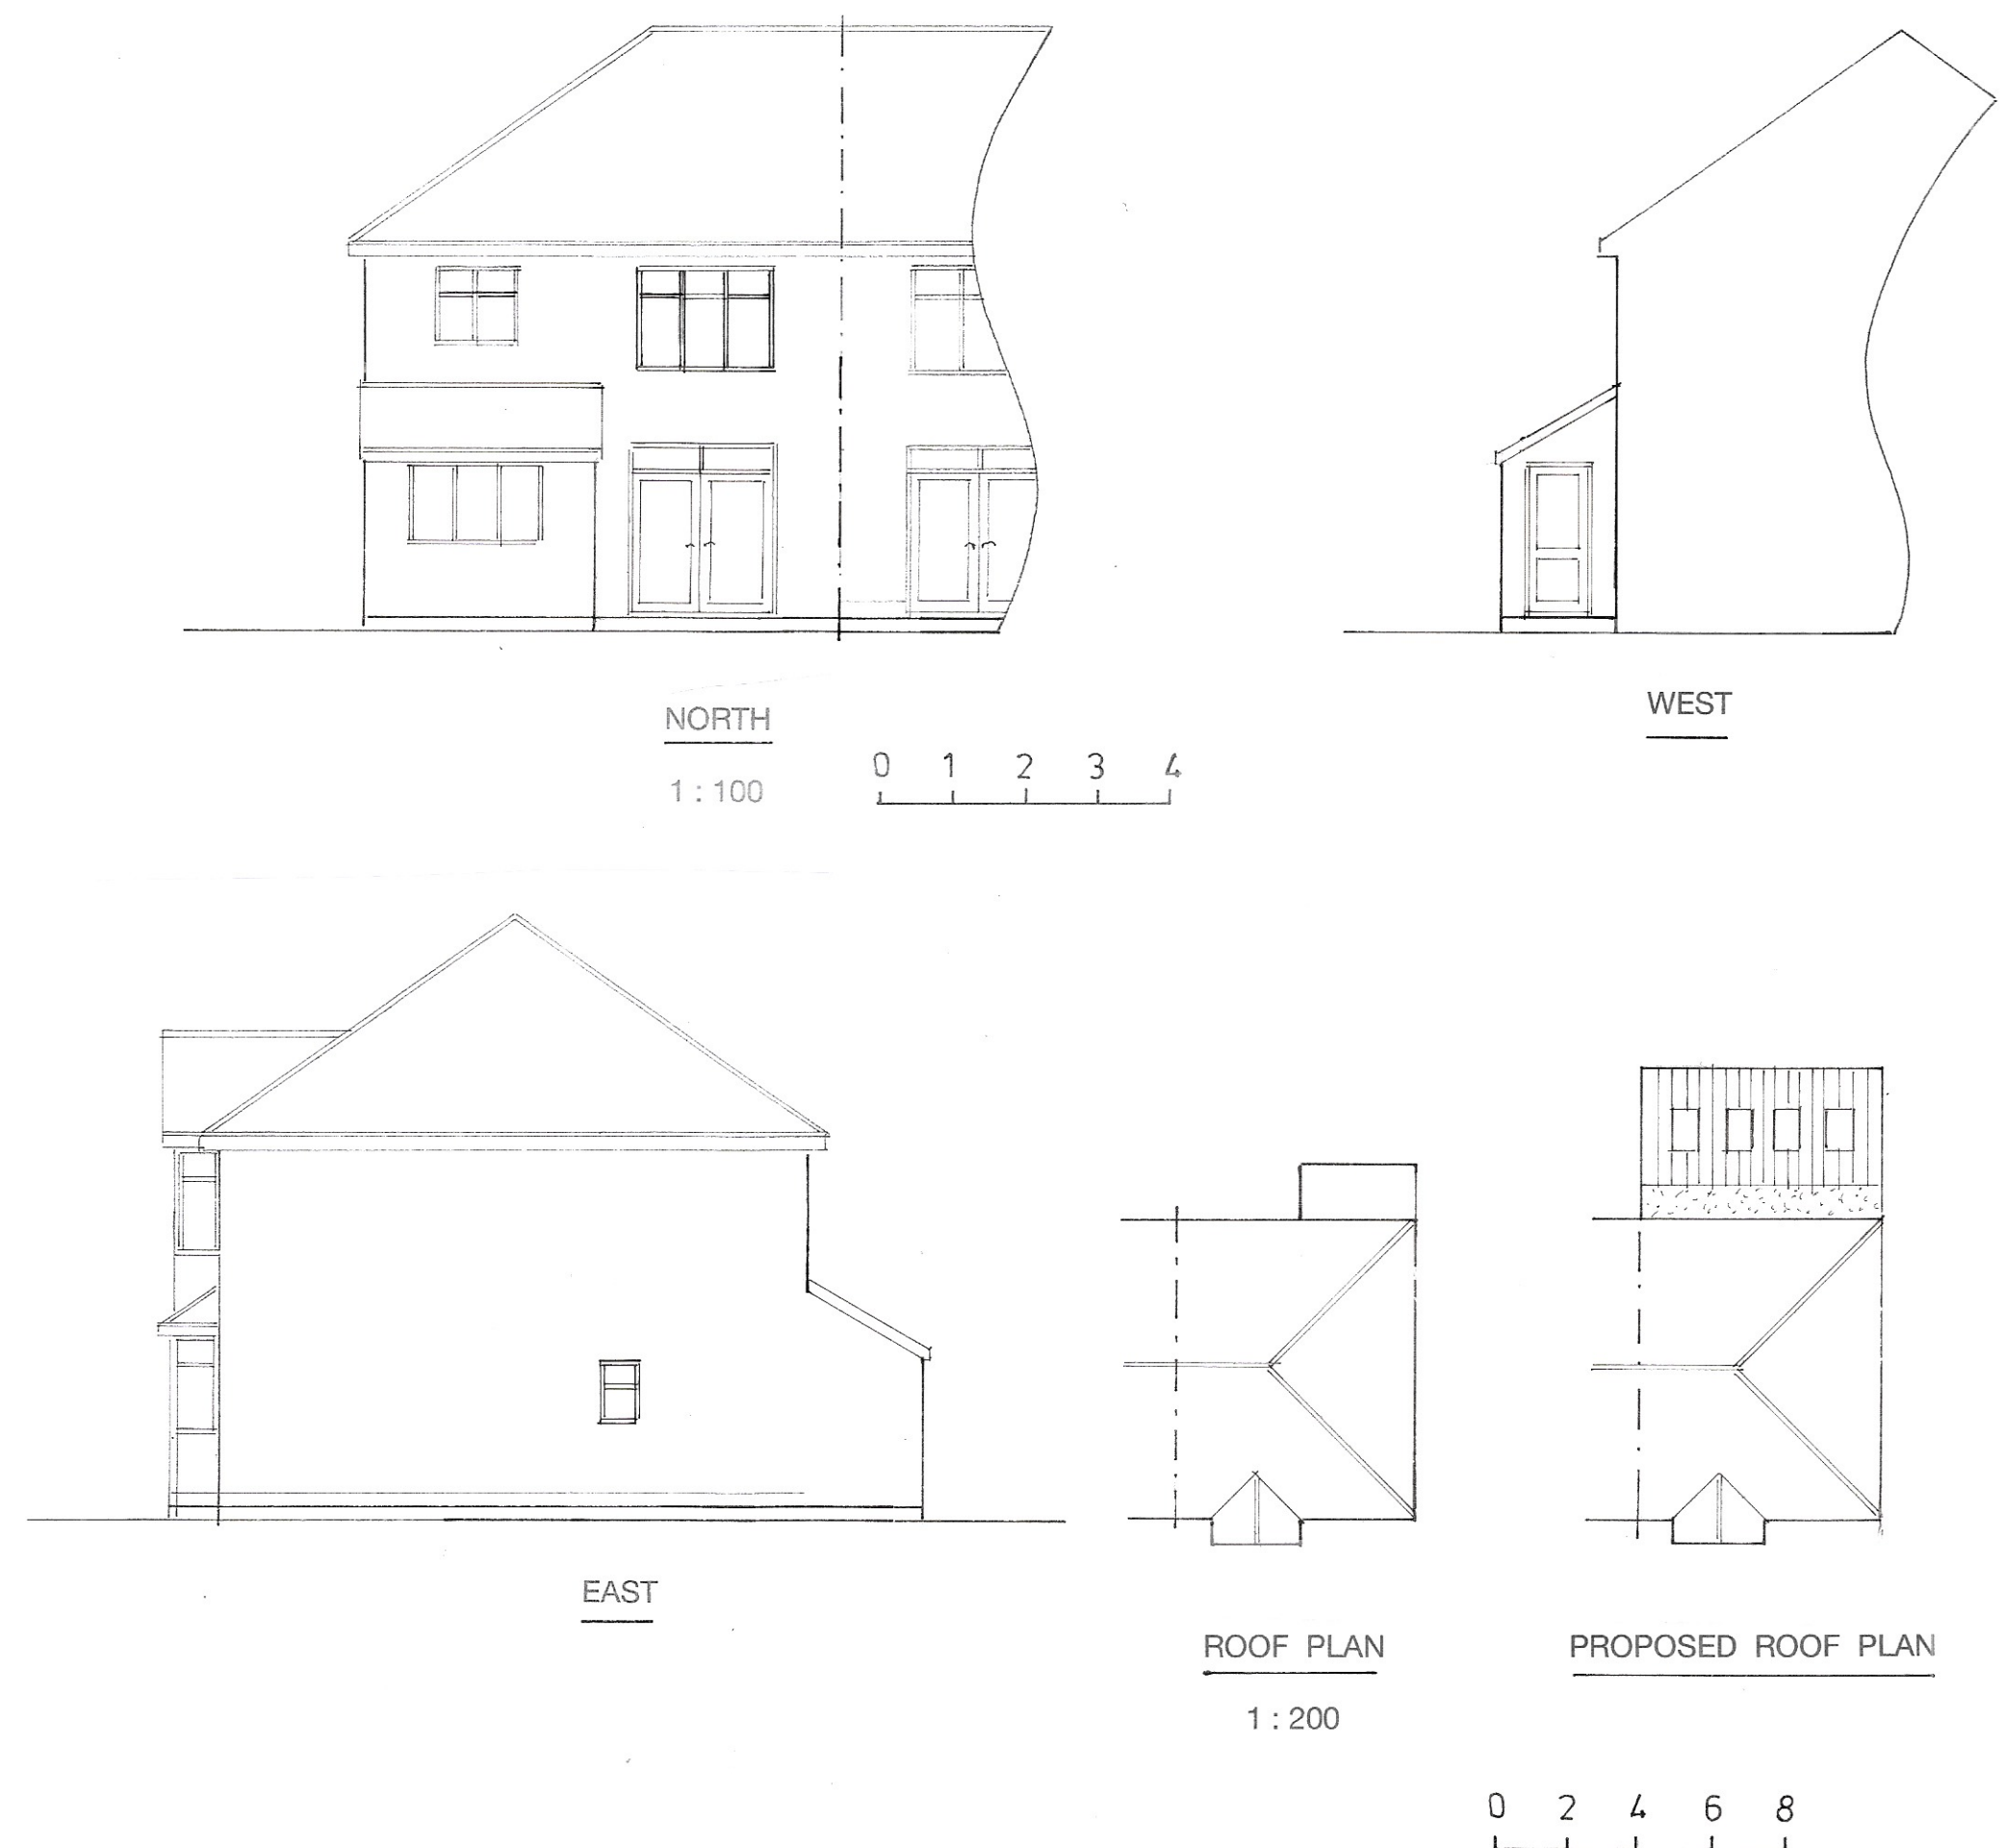 NORTH
WEST
1 : 100
0 1 2 3 4
EAST
ROOF PLAN
PROPOSED ROOF PLAN
1 : 200
0 2 4 6 8